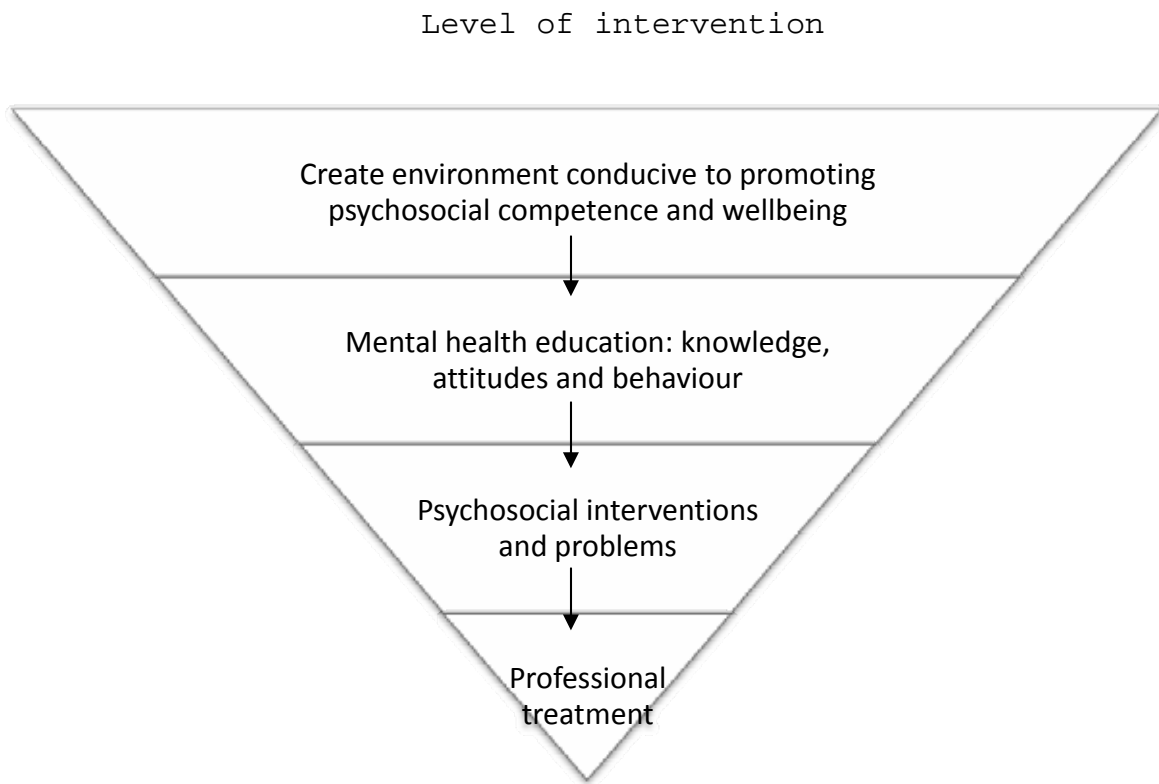 Level of intervention
Create environment conducive to promoting
psychosocial competence and wellbeing
Mental health education: knowledge,
attitudes and behaviour
Psychosocial interventions
and problems
Professional
treatment